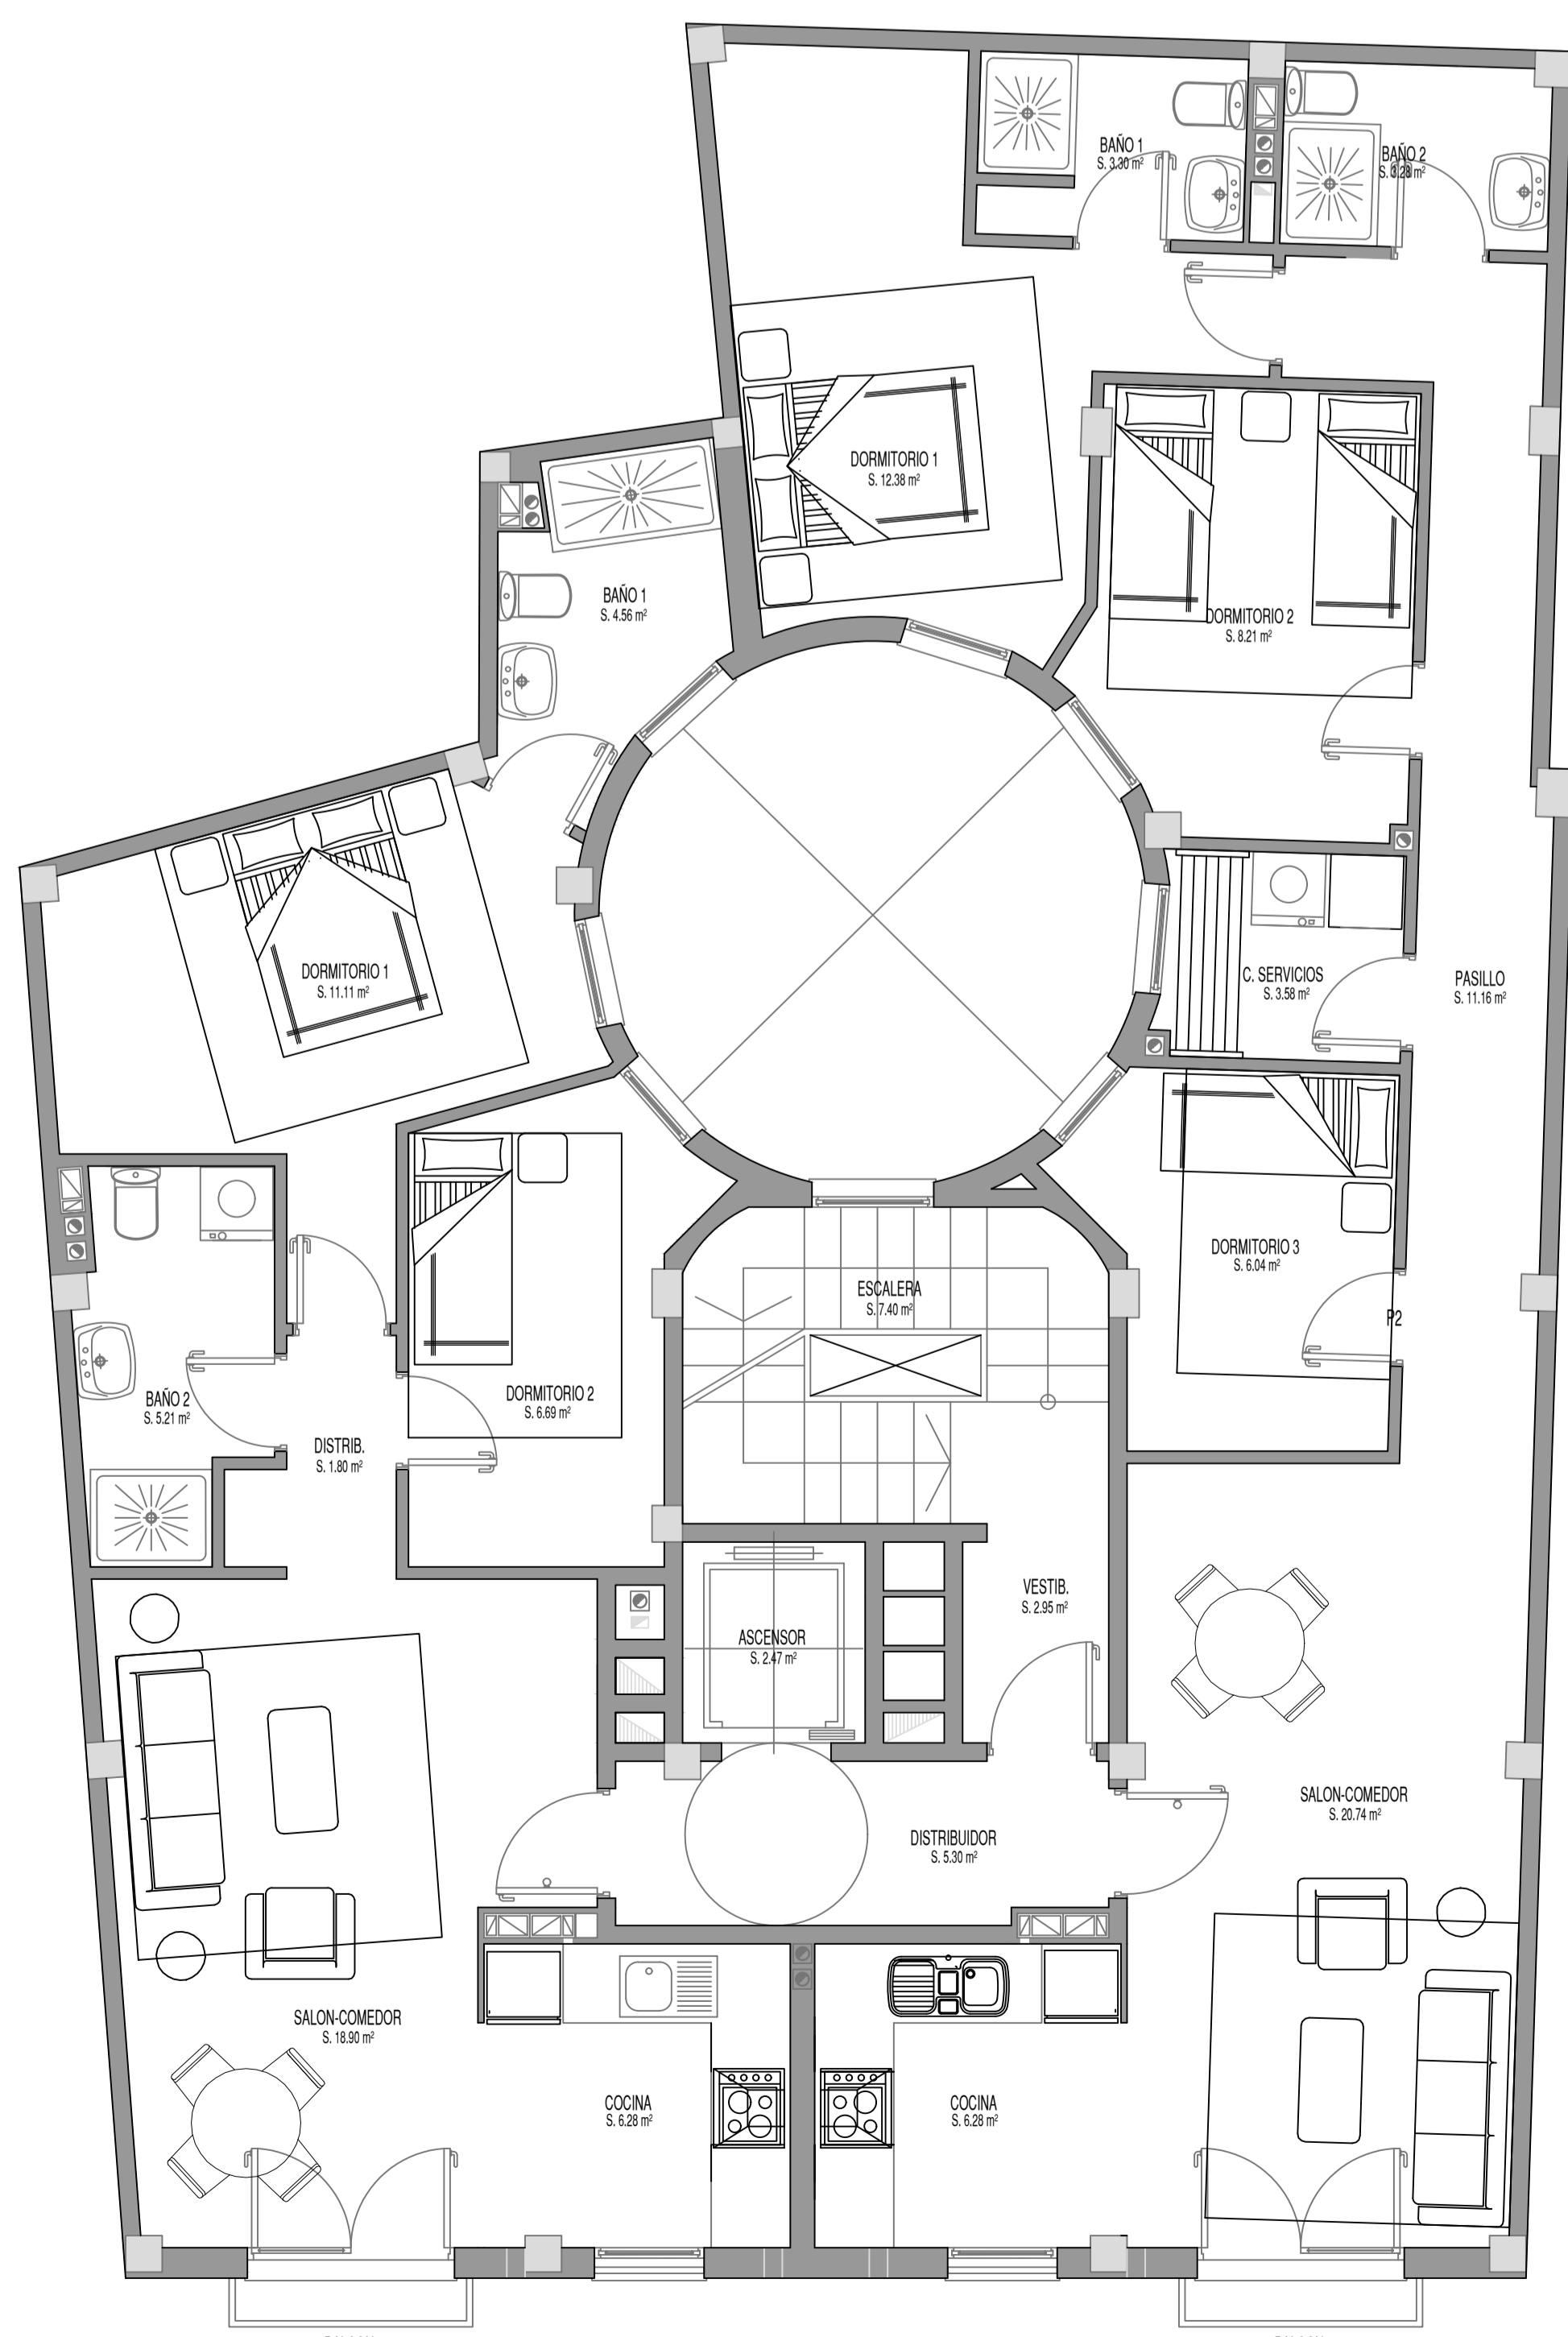 BAÑO 1
S. 3.30 m²
BAÑO 2
S. 3.28 m²
DORMITORIO 1
S. 12.38 m²
BAÑO 1
S. 4.56 m²
DORMITORIO 2
S. 8.21 m²
DORMITORIO 1
S. 11.11 m²
C. SERVICIOS
S. 3.58 m²
PASILLO
S. 11.16 m²
DORMITORIO 3
S. 6.04 m²
P2
ESCALERA
S. 7.40 m²
BAÑO 2
S. 5.21 m²
DORMITORIO 2
S. 6.69 m²
DISTRIB.
S. 1.80 m²
VESTIB.
S. 2.95 m²
ASCENSOR
S. 2.47 m²
SALON-COMEDOR
S. 20.74 m²
DISTRIBUIDOR
S. 5.30 m²
SALON-COMEDOR
S. 18.90 m²
COCINA
S. 6.28 m²
COCINA
S. 6.28 m²